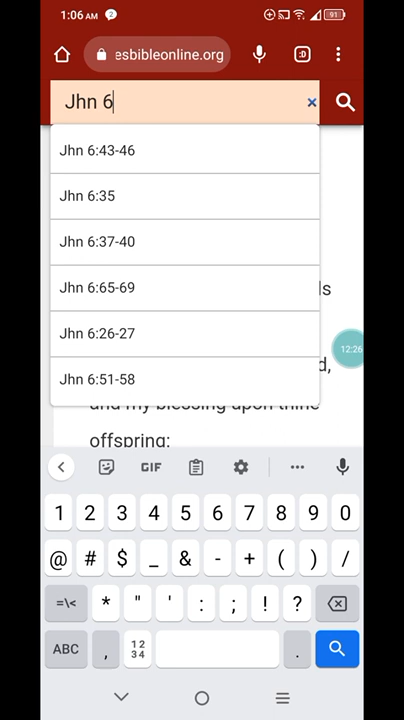 1:06 AM 2 91
esbibleonline.org :D
Jhn 6 ×
Jhn 6:43-46
Jhn 6:35
Jhn 6:37-40
ls
Jhn 6:65-69
Jhn 6:26-27
12:26
d,
Jhn 6:51-58
and my blessing upon thine
offspring:
GIF
1 2 3 4 5 6 7 8 9 0
@ # $ _ & - + ( ) /
=\< * " ' : ; ! ?
ABC , 12 34 .